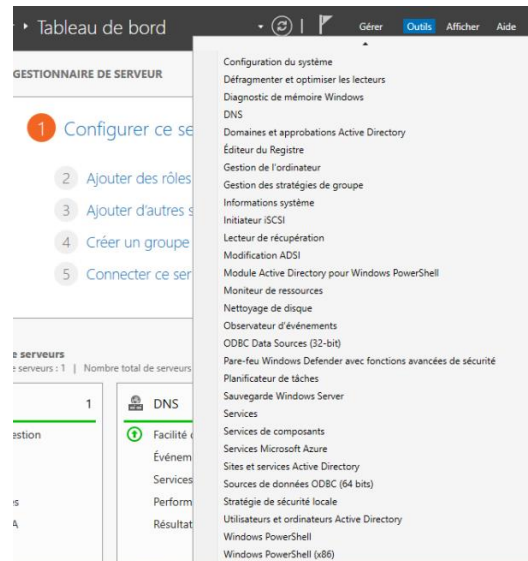 Tableau de bord
Gérer Outils Afficher Aide
GESTIONNAIRE DE SERVEUR
1 Configurer ce se
2 Ajouter des rôles
3 Ajouter d'autres s
4 Créer un groupe
5 Connecter ce ser
e serveurs
e serveurs : 1 | Nombre total de serveurs
1
estion
es
A
DNS
Facilité
Événem
Services
Perform
Résultat
Configuration du système
Défragmenter et optimiser les lecteurs
Diagnostic de mémoire Windows
DNS
Domaines et approbations Active Directory
Éditeur du Registre
Gestion de l'ordinateur
Gestion des stratégies de groupe
Informations système
Initiateur iSCSI
Lecteur de récupération
Modification ADSI
Module Active Directory pour Windows PowerShell
Moniteur de ressources
Nettoyage de disque
Observateur d'événements
ODBC Data Sources (32-bit)
Pare-feu Windows Defender avec fonctions avancées de sécurité
Planificateur de tâches
Sauvegarde Windows Server
Services
Services de composants
Services Microsoft Azure
Sites et services Active Directory
Sources de données ODBC (64 bits)
Stratégie de sécurité locale
Utilisateurs et ordinateurs Active Directory
Windows PowerShell
Windows PowerShell (x86)